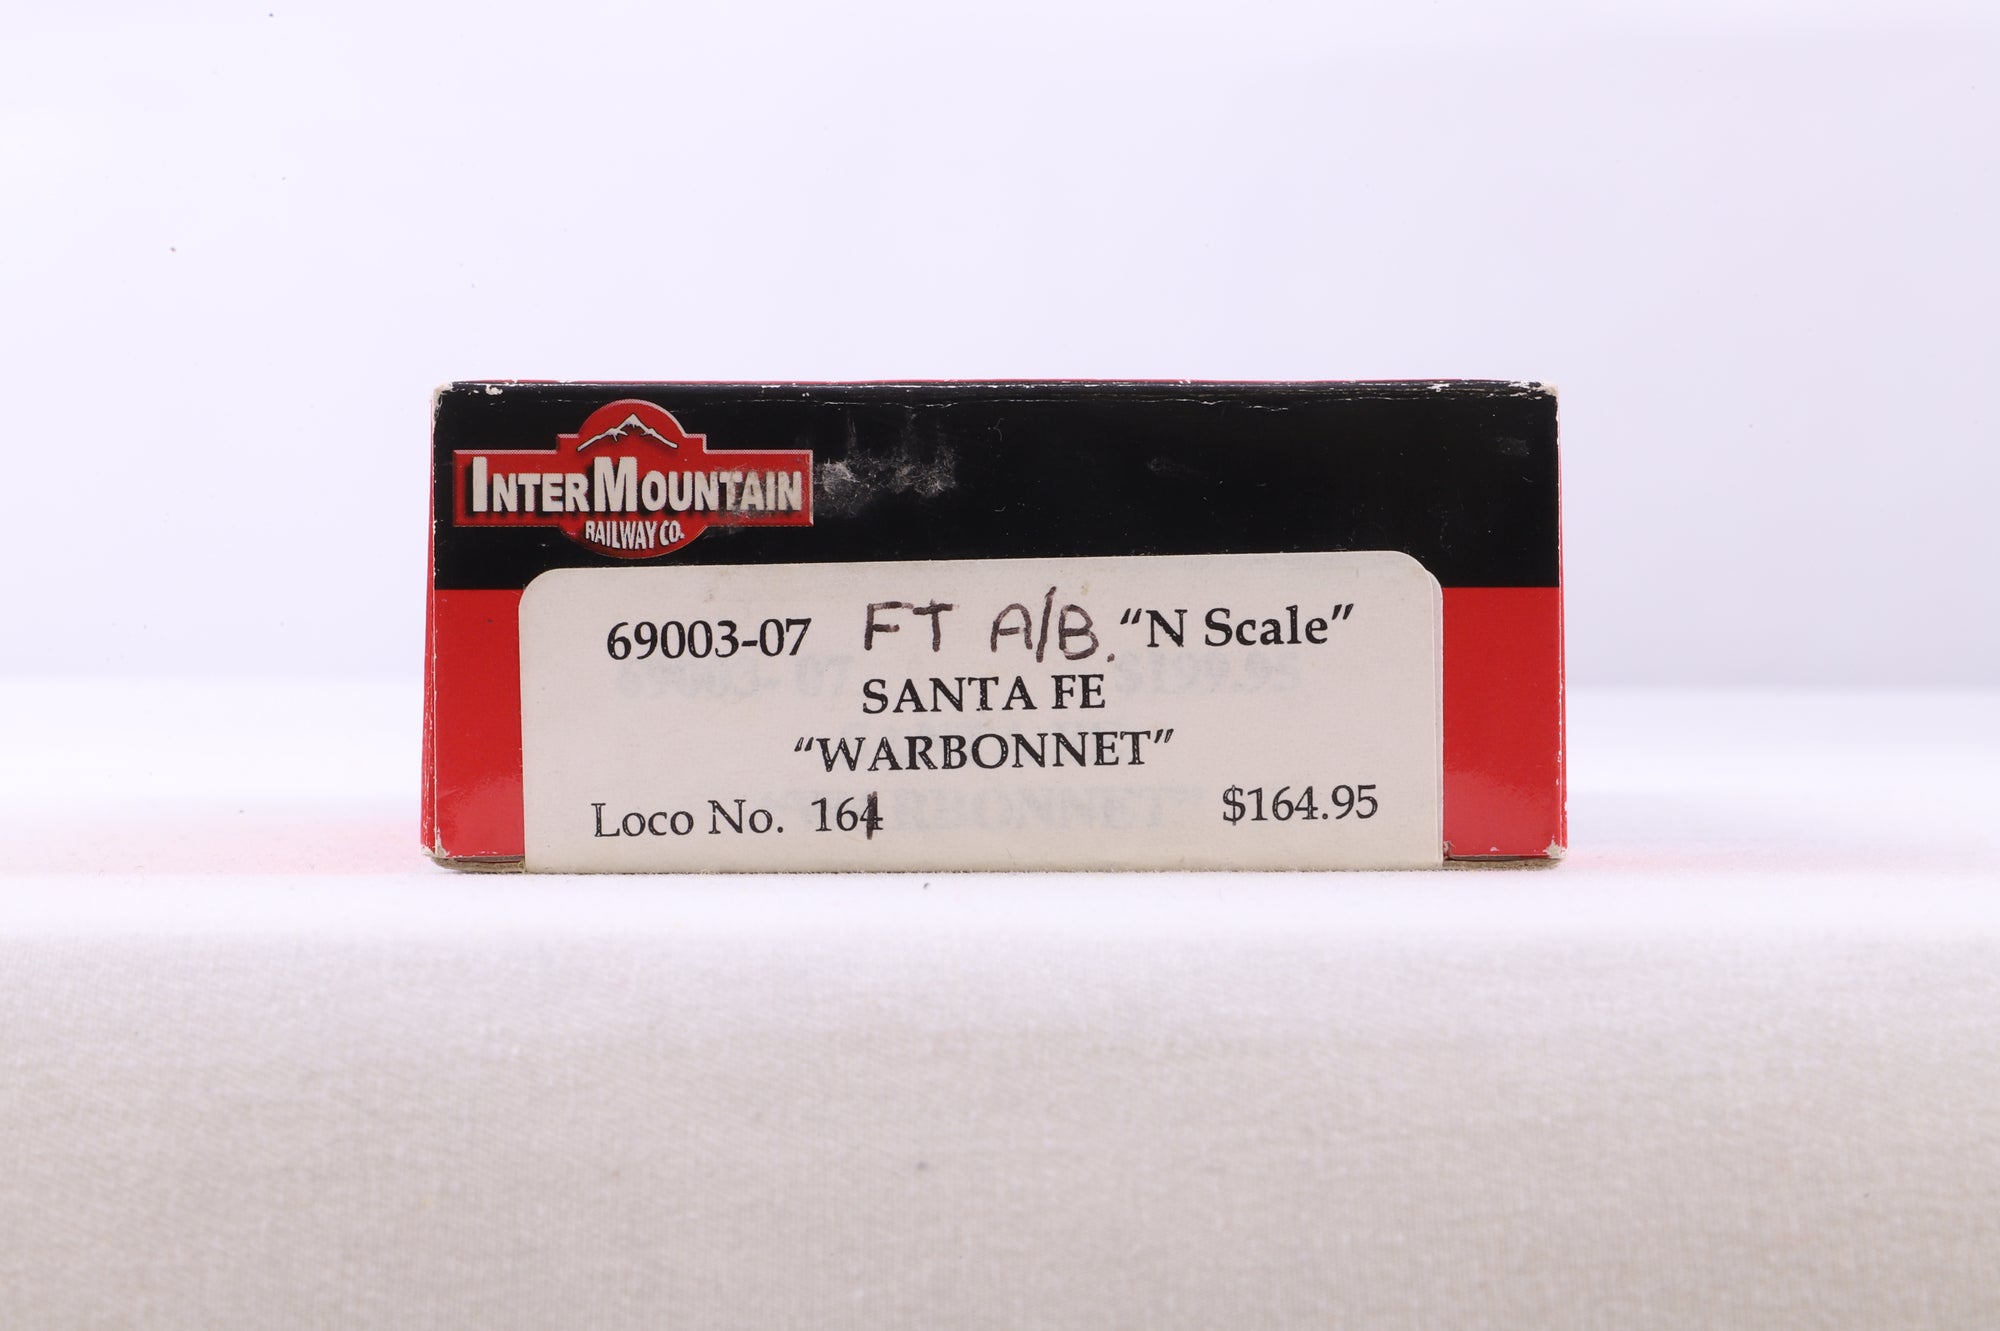 INTERMOUNTAIN
RAILWAY CO.
69003-07 FT A/B. “N Scale”
SANTA FE
“WARBONNET”
Loco No. 164 $164.95